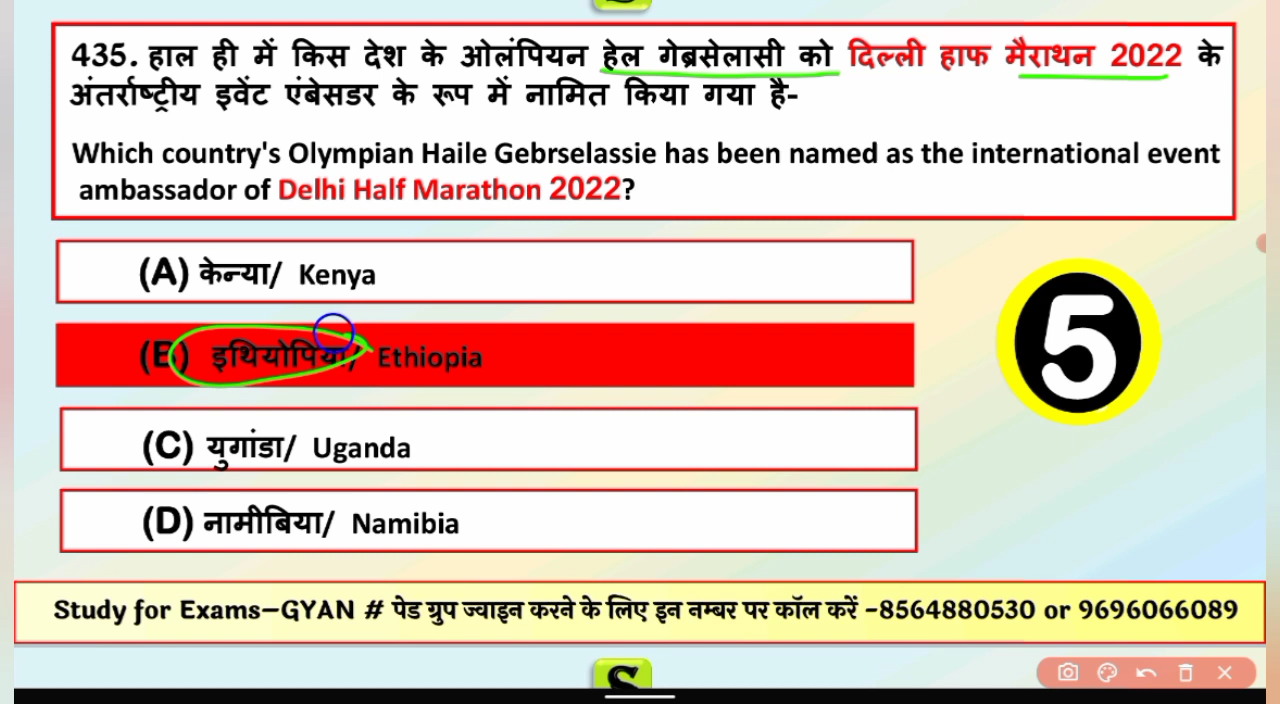 435. हाल ही में किस देश के ओलंपियन हेल गेब्रसेलासी को दिल्ली हाफ मैराथन 2022 के
अंतर्राष्ट्रीय इवेंट एंबेसडर के रूप में नामित किया गया है-
Which country's Olympian Haile Gebrselassie has been named as the international event
ambassador of Delhi Half Marathon 2022?
(A) केन्या/ Kenya
(B) इथियोपिया/ Ethiopia
(C) युगांडा/ Uganda
(D) नामीबिया/ Namibia
5
Study for Exams–GYAN # पेड ग्रुप ज्वाइन करने के लिए इन नम्बर पर कॉल करें -8564880530 or 9696066089
S